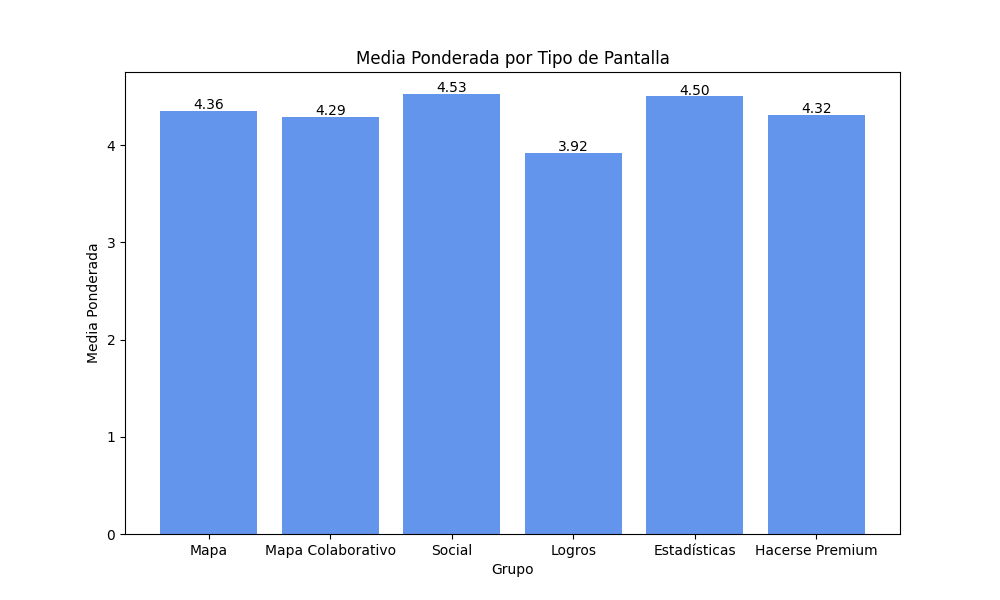 Media Ponderada por Tipo de Pantalla
Media Ponderada
4
3
2
1
0
4.36
4.29
4.53
3.92
4.50
4.32
Mapa
Mapa Colaborativo
Social
Logros
Estadísticas
Hacerse Premium
Grupo